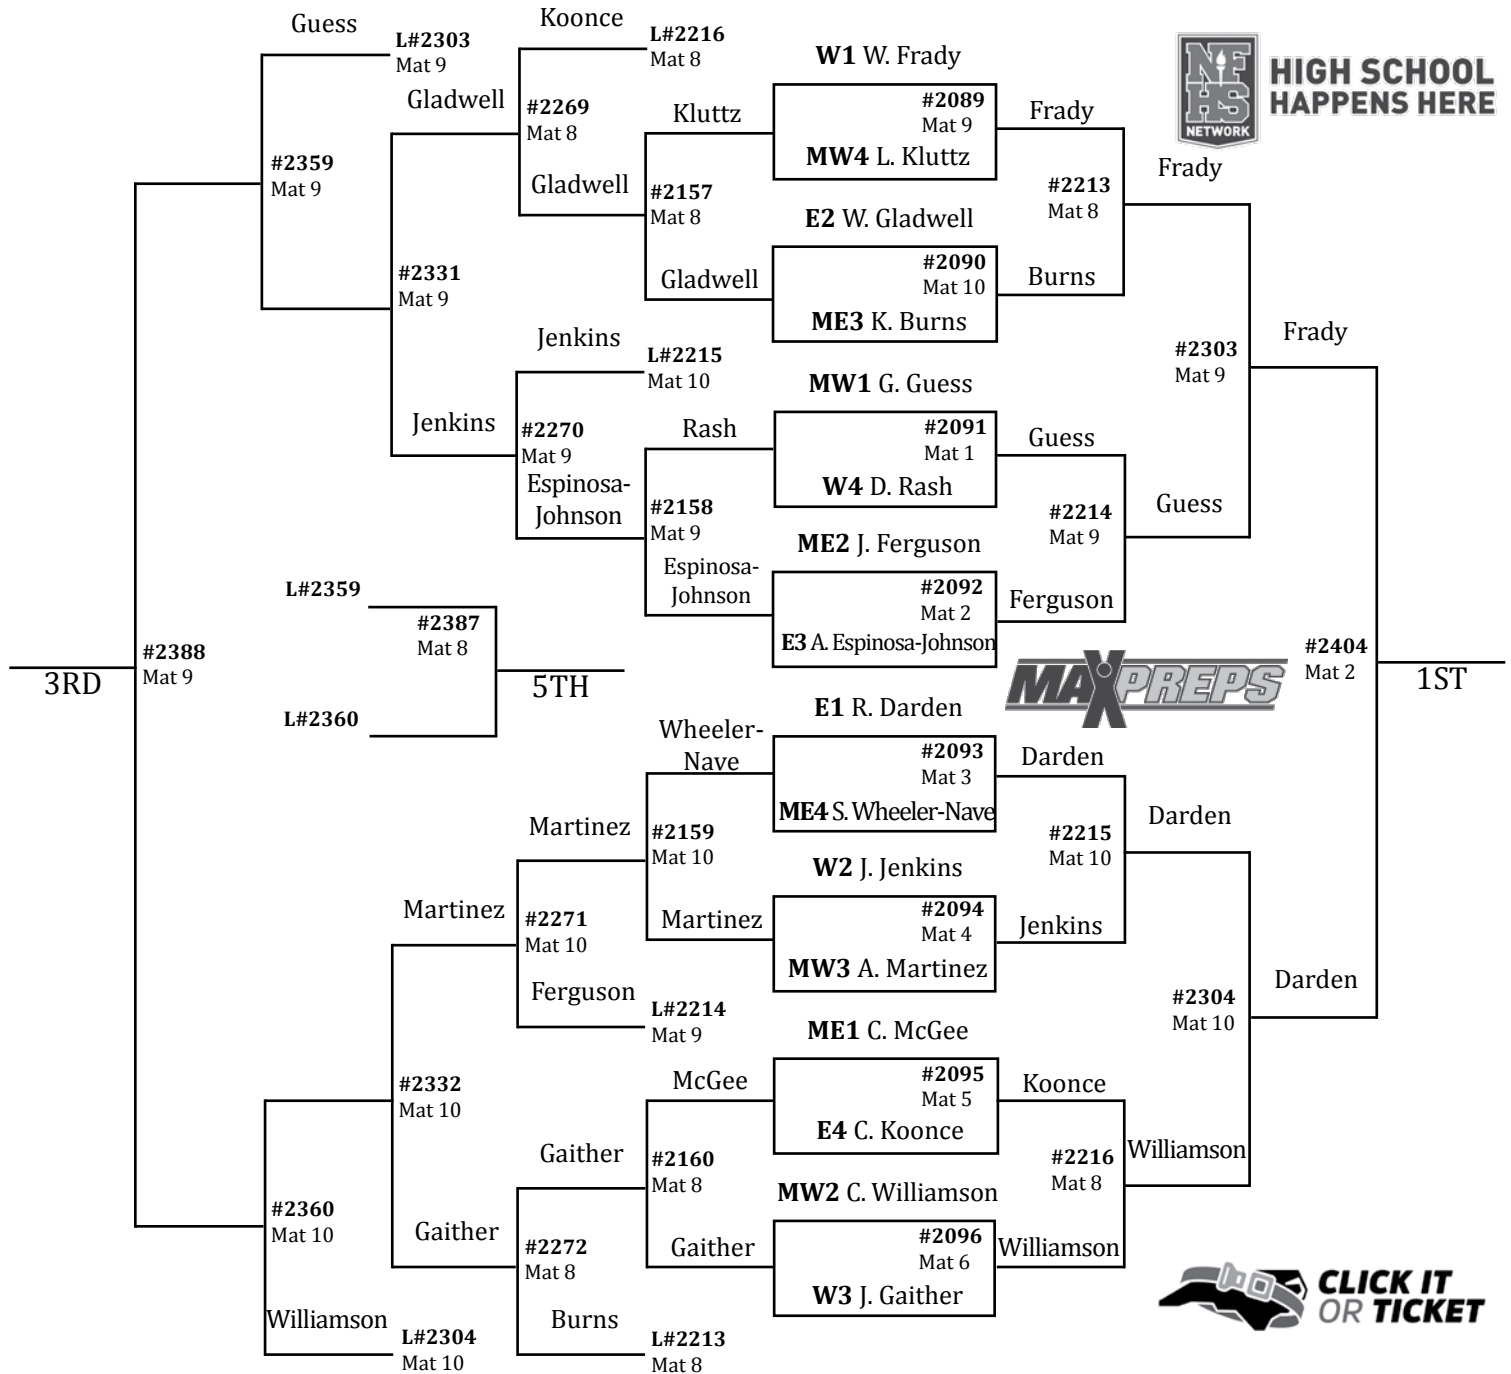 Guess
L#2303
Mat 9
Koonce
L#2216
Mat 8
W1 W. Frady
NFHS
NETWORK
HIGH SCHOOL
HAPPENS HERE
Gladwell
#2269
Mat 8
Kluttz
#2089
Mat 9
Frady
MW4 L. Kluttz
#2359
Mat 9
Gladwell
#2157
Mat 8
#2213
Mat 8
Frady
E2 W. Gladwell
#2331
Mat 9
Gladwell
#2090
Mat 10
Burns
ME3 K. Burns
Jenkins
L#2215
Mat 10
#2303
Mat 9
Frady
MW1 G. Guess
Jenkins
#2270
Mat 9
Rash
#2091
Mat 1
Guess
W4 D. Rash
Espinosa-
Johnson
#2158
Mat 9
#2214
Mat 9
Guess
ME2 J. Ferguson
Espinosa-
Johnson
#2092
Mat 2
Ferguson
E3 A. Espinosa-Johnson
L#2359
#2387
Mat 8
5TH
L#2360
3RD
#2388
Mat 9
MAXPREPS
#2404
Mat 2
1ST
E1 R. Darden
Wheeler-
Nave
#2093
Mat 3
Darden
ME4 S. Wheeler-Nave
Martinez
#2159
Mat 10
#2215
Mat 10
Darden
W2 J. Jenkins
Martinez
#2271
Mat 10
Martinez
#2094
Mat 4
Jenkins
MW3 A. Martinez
Ferguson
L#2214
Mat 9
#2304
Mat 10
Darden
ME1 C. McGee
#2332
Mat 10
McGee
#2095
Mat 5
Koonce
E4 C. Koonce
Gaither
#2160
Mat 8
#2216
Mat 8
Williamson
MW2 C. Williamson
#2360
Mat 10
Gaither
#2272
Mat 8
Gaither
#2096
Mat 6
Williamson
W3 J. Gaither
Williamson
L#2304
Mat 10
Burns
L#2213
Mat 8
CLICK IT
OR TICKET